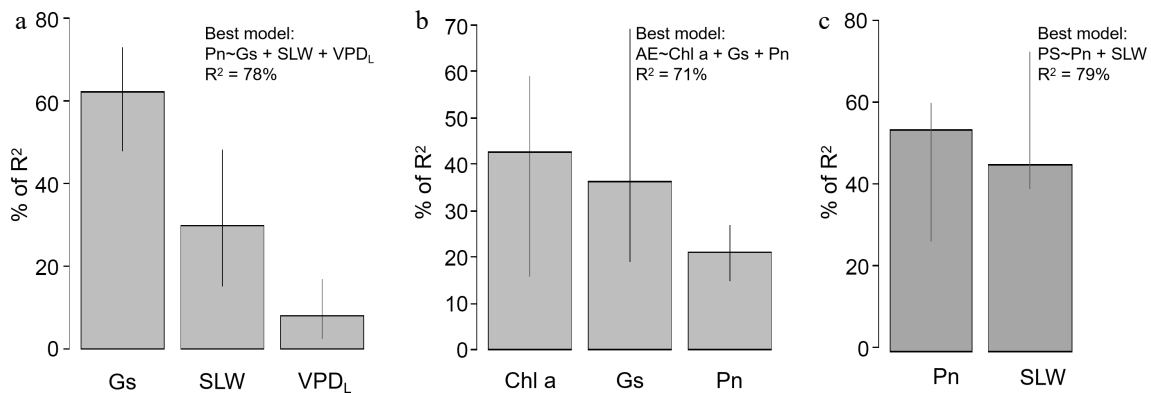 a
Best model:
Pn~Gs + SLW + VPDL
R² = 78%
% of R²
80
60
40
20
0
Gs SLW VPDL
b
Best model:
AE~Chl a + Gs + Pn
R² = 71%
% of R²
70
60
50
40
30
20
10
0
Chl a Gs Pn
c
Best model:
PS~Pn + SLW
R² = 79%
% of R²
80
60
40
20
0
Pn SLW